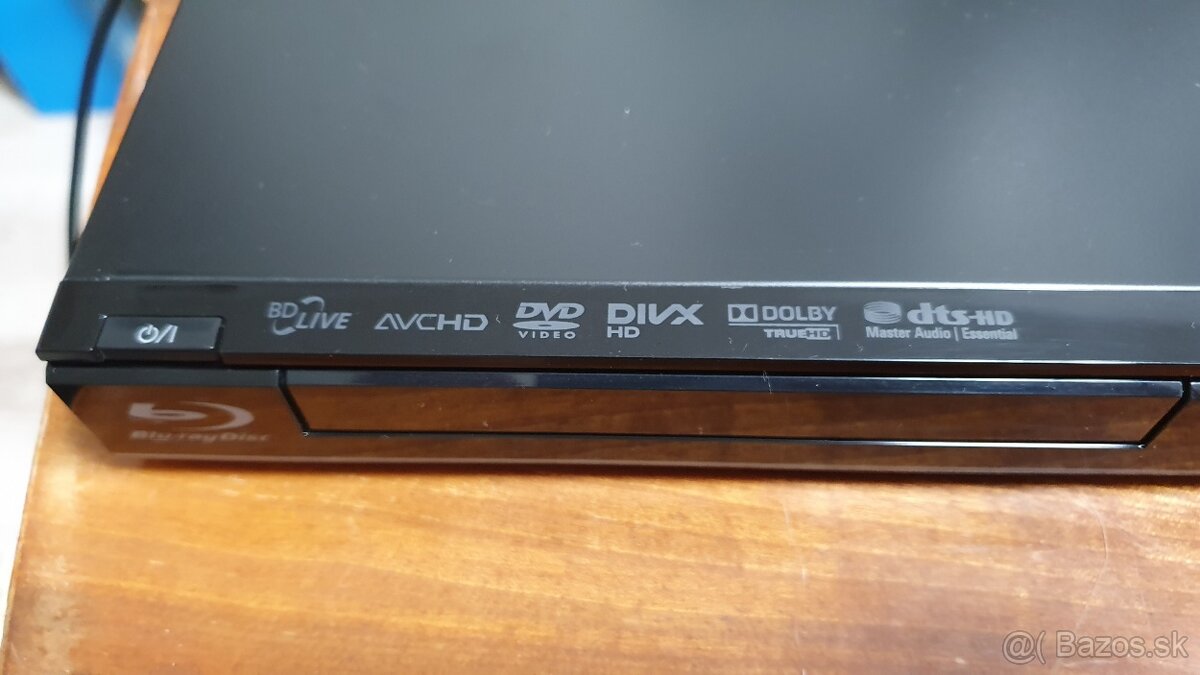 BD LIVE
AVCHD
DVD
VIDEO
DIVX
HD
DOLBY
TRUEHD
dts-HD
Master Audio | Essential
Blu-ray Disc
@( Bazos.sk